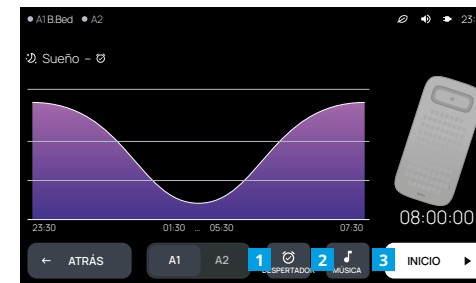 A1 B.Bed A2 23:
Sueño –
08:00:00
23:30 01:30 ... 05:30 07:30
← ATRÁS A1 A2 1 DESPERTADOR 2 MÚSICA 3 INICIO